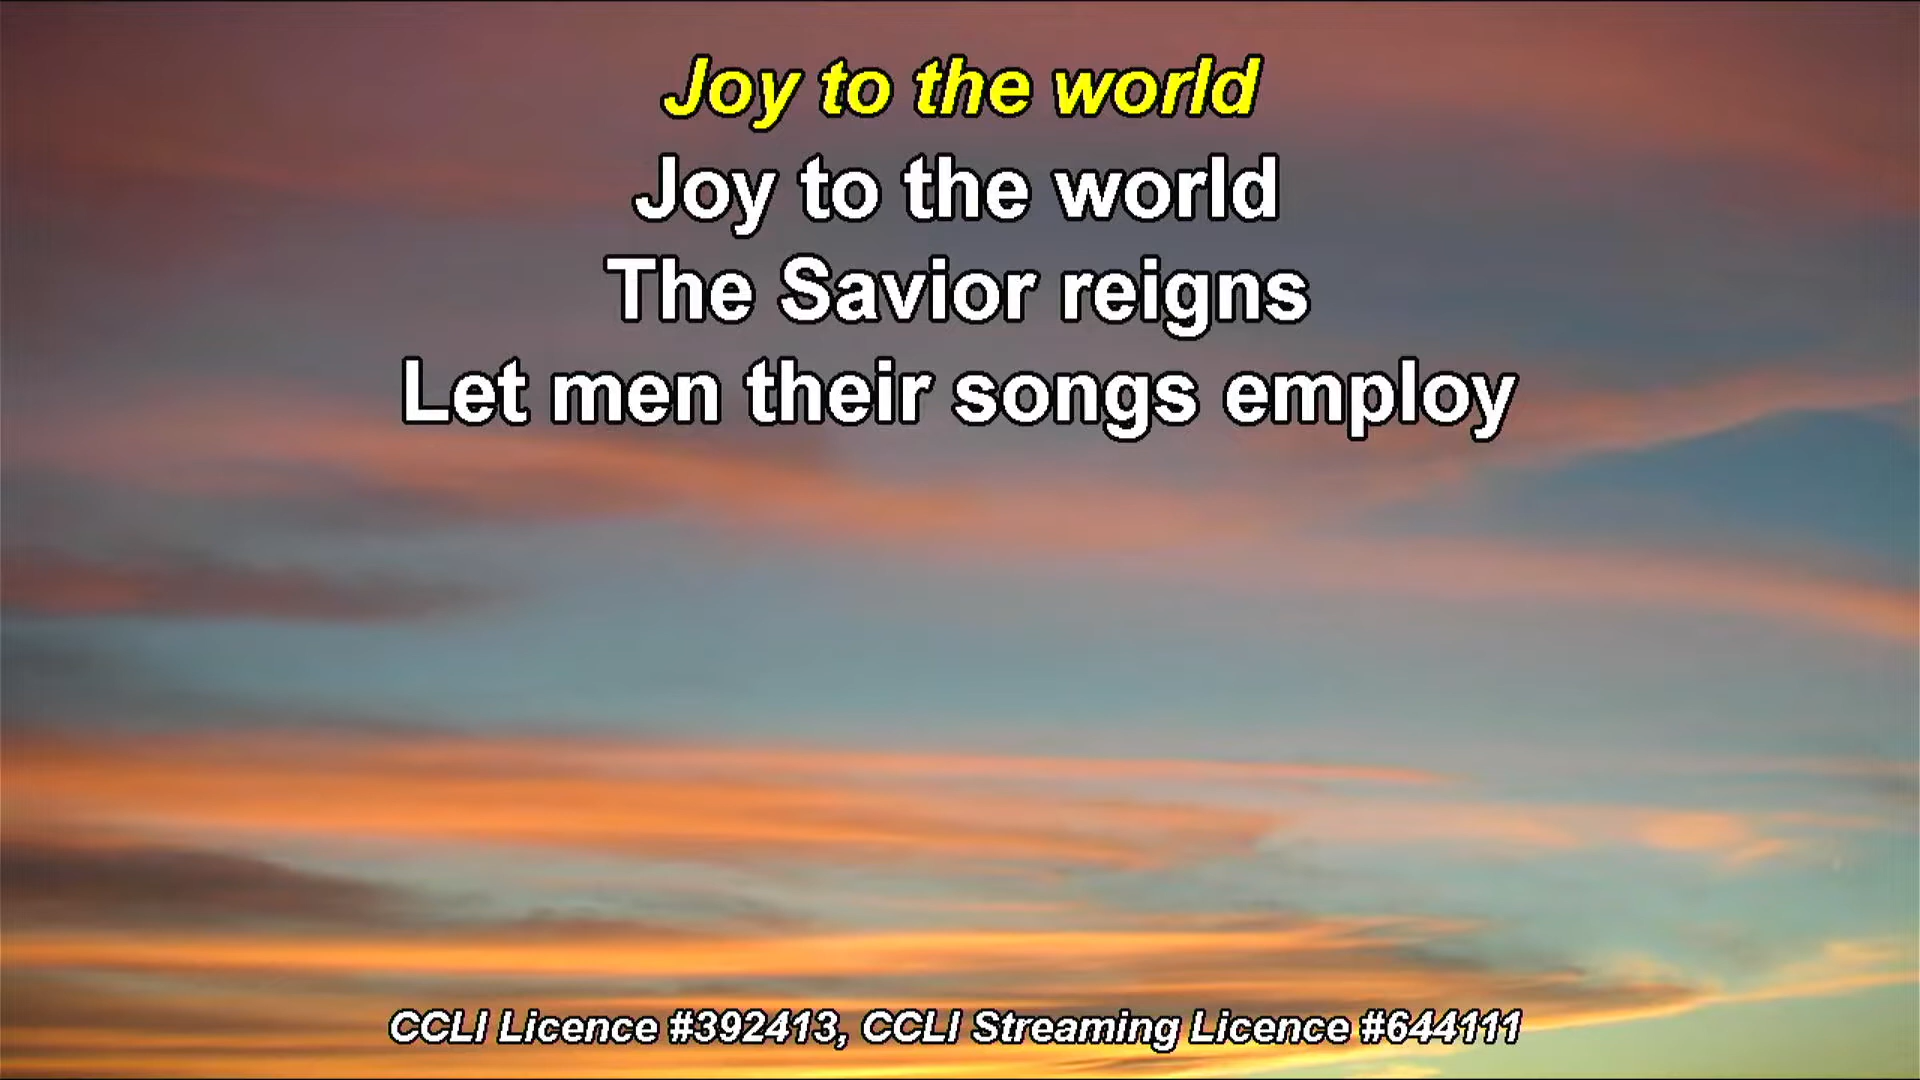 Joy to the world
Joy to the world
The Savior reigns
Let men their songs employ
CCLI Licence #392413, CCLI Streaming Licence #644111